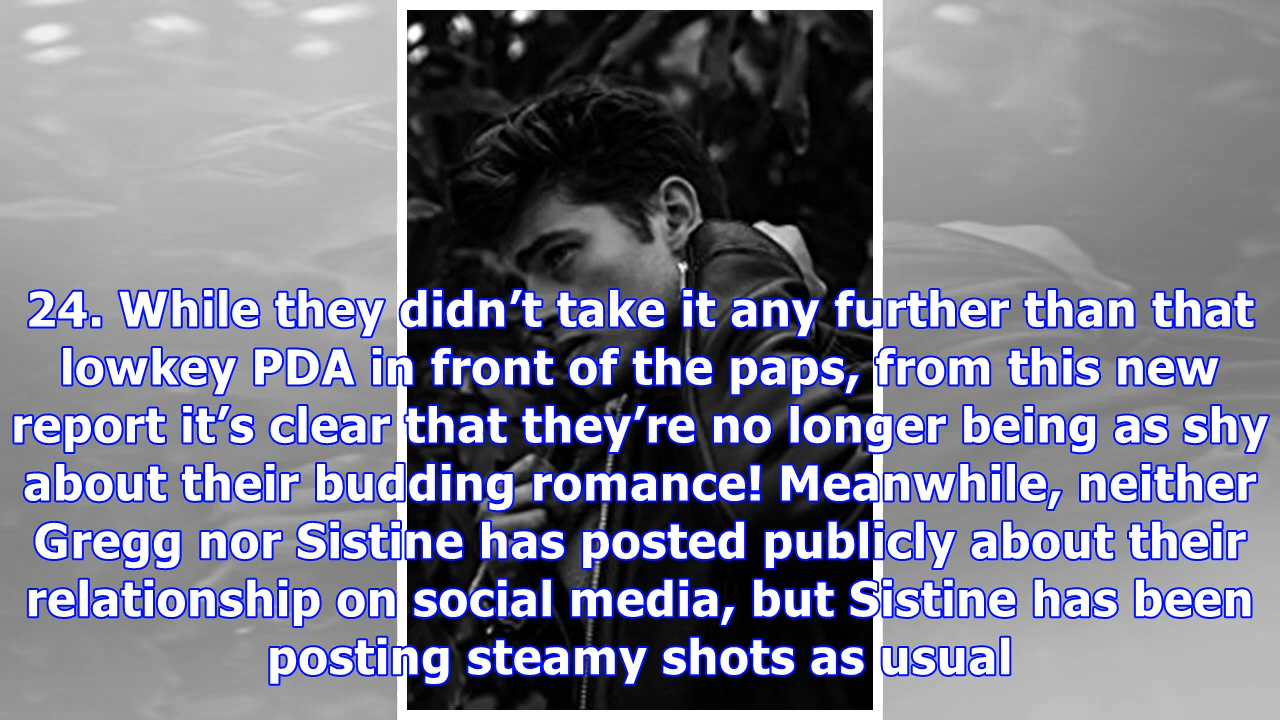 24. While they didn’t take it any further than that
lowkey PDA in front of the paps, from this new
report it’s clear that they’re no longer being as shy
about their budding romance! Meanwhile, neither
Gregg nor Sistine has posted publicly about their
relationship on social media, but Sistine has been
posting steamy shots as usual